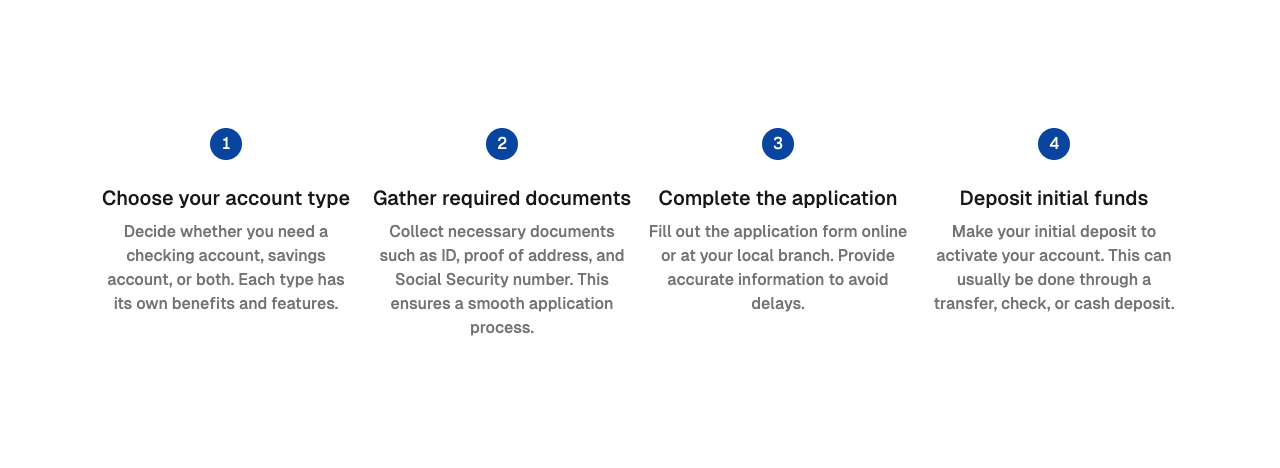 1
Choose your account type
Decide whether you need a
checking account, savings
account, or both. Each type has
its own benefits and features.
2
Gather required documents
Collect necessary documents
such as ID, proof of address, and
Social Security number. This
ensures a smooth application
process.
3
Complete the application
Fill out the application form online
or at your local branch. Provide
accurate information to avoid
delays.
4
Deposit initial funds
Make your initial deposit to
activate your account. This can
usually be done through a
transfer, check, or cash deposit.